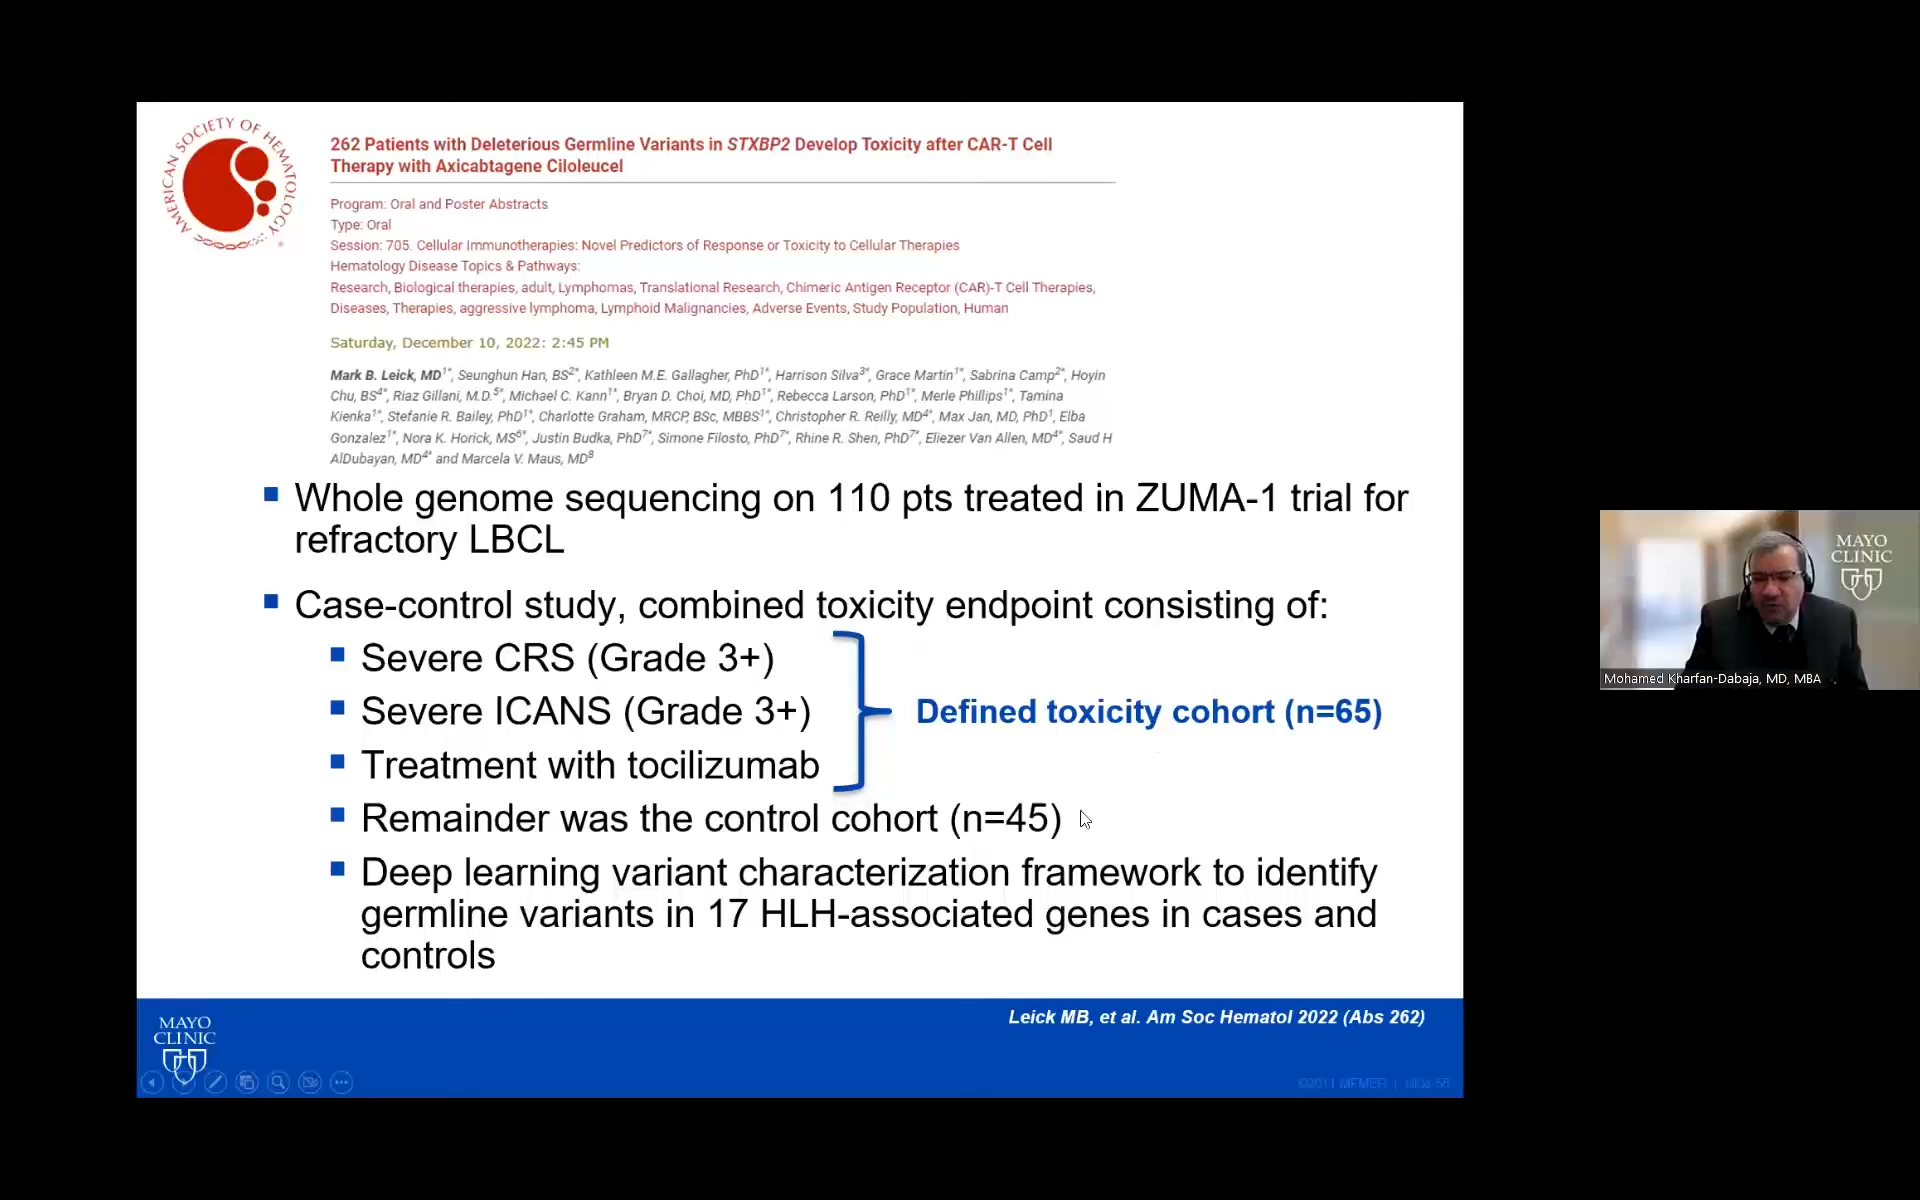 AMERICAN SOCIETY OF HEMATOLOGY
262 Patients with Deleterious Germline Variants in STXBP2 Develop Toxicity after CAR-T Cell
Therapy with Axicabtagene Ciloleucel
Program: Oral and Poster Abstracts
Type: Oral
Session: 705. Cellular Immunotherapies: Novel Predictors of Response or Toxicity to Cellular Therapies
Hematology Disease Topics & Pathways:
Research, Biological therapies, adult, Lymphomas, Translational Research, Chimeric Antigen Receptor (CAR)-T Cell Therapies,
Diseases, Therapies, aggressive lymphoma, Lymphoid Malignancies, Adverse Events, Study Population, Human
Saturday, December 10, 2022: 2:45 PM
Mark B. Leick, MD1*, Seunghun Han, BS2*, Kathleen M.E. Gallagher, PhD1*, Harrison Silva3*, Grace Martin1*, Sabrina Camp2*, Hoyin
Chu, BS4*, Riaz Gillani, M.D.5*, Michael C. Kann1*, Bryan D. Choi, MD, PhD1*, Rebecca Larson, PhD1*, Merle Phillips1*, Tamina
Kienka1*, Stefanie R. Bailey, PhD1*, Charlotte Graham, MRCP, BSc, MBBS1*, Christopher R. Reilly, MD4*, Max Jan, MD, PhD1, Elba
Gonzalez1*, Nora K. Horick, MS6*, Justin Budka, PhD7*, Simone Filosto, PhD7*, Rhine R. Shen, PhD7*, Eliezer Van Allen, MD4*, Saud H
AlDubayan, MD4* and Marcela V. Maus, MD8
Whole genome sequencing on 110 pts treated in ZUMA-1 trial for
refractory LBCL
Case-control study, combined toxicity endpoint consisting of:
Severe CRS (Grade 3+)
Severe ICANS (Grade 3+)
Defined toxicity cohort (n=65)
Treatment with tocilizumab
Remainder was the control cohort (n=45)
Deep learning variant characterization framework to identify
germline variants in 17 HLH-associated genes in cases and
controls
Leick MB, et al. Am Soc Hematol 2022 (Abs 262)
MAYO
CLINIC
©2011 MFMER | slide-58
MAYO
CLINIC
Mohamed Kharfan-Dabaja, MD, MBA